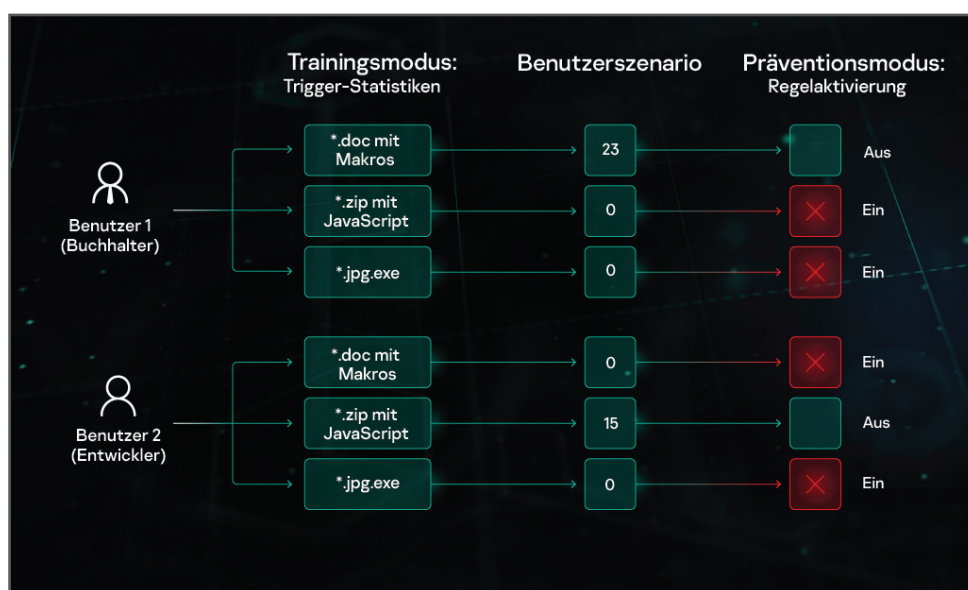 Trainingsmodus:
Trigger-Statistiken
Benutzerszenario
Präventionsmodus:
Regelaktivierung
Benutzer 1
(Buchhalter)
*.doc mit
Makros
23
Aus
*.zip mit
JavaScript
0
Ein
*.jpg.exe
0
Ein
Benutzer 2
(Entwickler)
*.doc mit
Makros
0
Ein
*.zip mit
JavaScript
15
Aus
*.jpg.exe
0
Ein